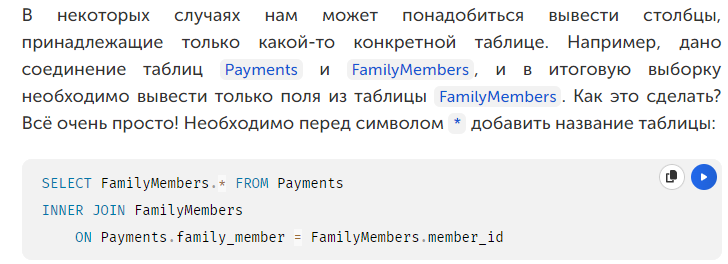 В некоторых случаях нам может понадобиться вывести столбцы,
принадлежащие только какой-то конкретной таблице. Например, дано
соединение таблиц Payments и FamilyMembers, и в итоговую выборку
необходимо вывести только поля из таблицы FamilyMembers. Как это сделать?
Всё очень просто! Необходимо перед символом * добавить название таблицы:
SELECT FamilyMembers.* FROM Payments
INNER JOIN FamilyMembers
    ON Payments.family_member = FamilyMembers.member_id